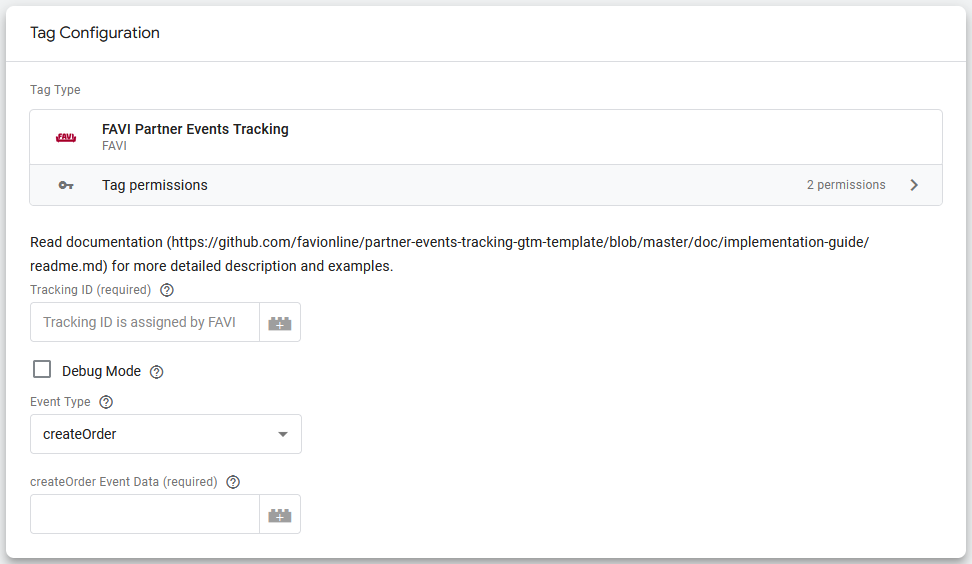 Tag Configuration
Tag Type
FAVI
FAVI Partner Events Tracking
FAVI
Tag permissions
2 permissions
Read documentation (https://github.com/favionline/partner-events-tracking-gtm-template/blob/master/doc/implementation-guide/
readme.md) for more detailed description and examples.
Tracking ID (required)
Tracking ID is assigned by FAVI
Debug Mode
Event Type
createOrder
createOrder Event Data (required)